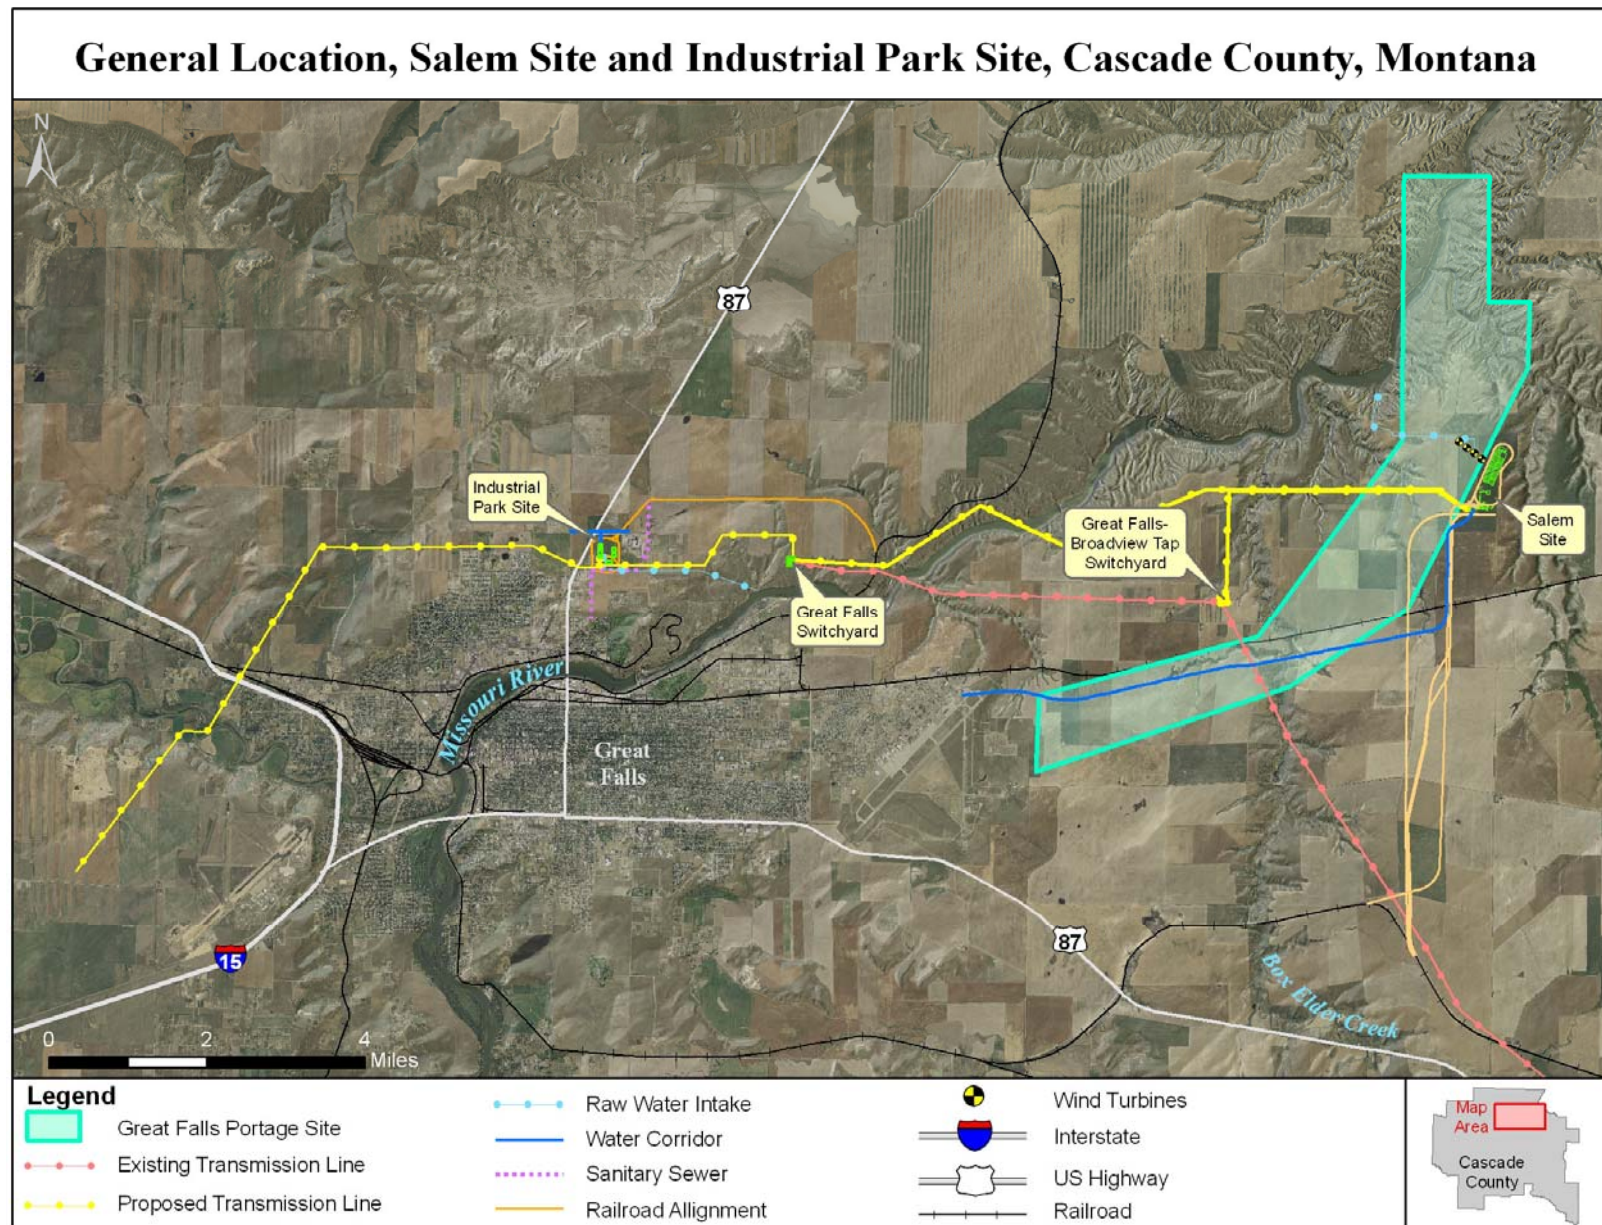 General Location, Salem Site and Industrial Park Site, Cascade County, Montana
N
87
Industrial
Park Site
Great Falls-
Broadview Tap
Switchyard
Salem
Site
Great Falls
Switchyard
Missouri River
Great
Falls
87
15
Box Elder Creek
0 2 4
Miles
Legend
Great Falls Portage Site
Existing Transmission Line
Proposed Transmission Line
Raw Water Intake
Water Corridor
Sanitary Sewer
Railroad Allignment
Wind Turbines
Interstate
US Highway
Railroad
Map
Area
Cascade
County